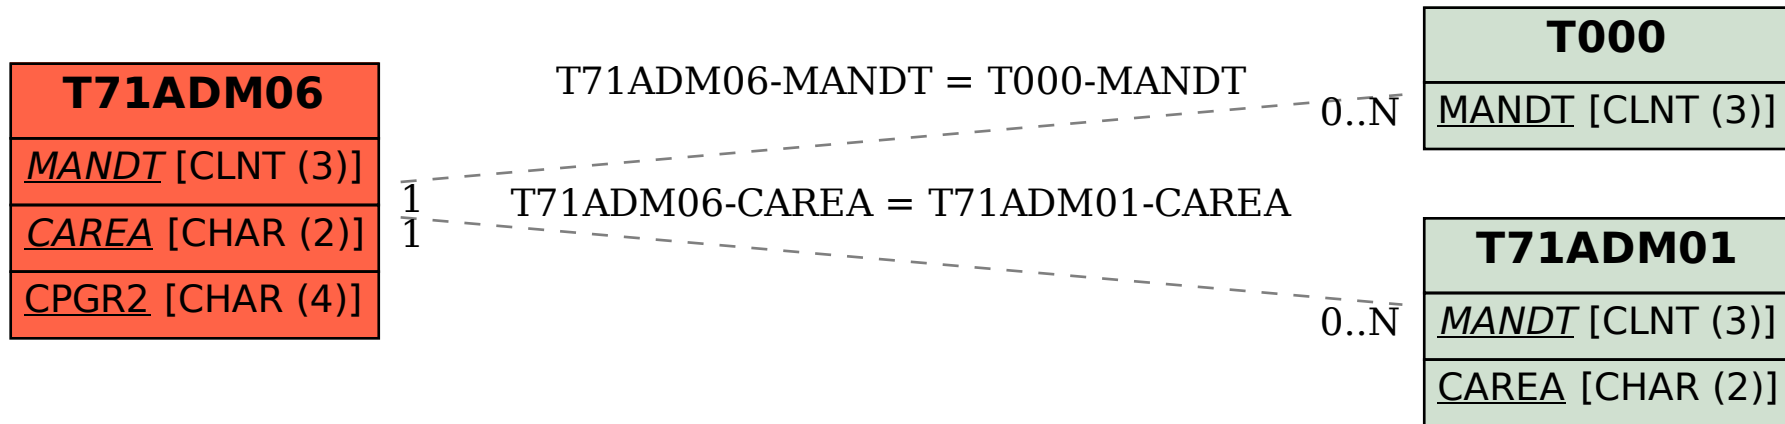 T71ADM06
MANDT [CLNT (3)]
CAREA [CHAR (2)]
CPGR2 [CHAR (4)]
T71ADM06-MANDT = T000-MANDT
0..N
1
T71ADM06-CAREA = T71ADM01-CAREA
1
0..N
T000
MANDT [CLNT (3)]
T71ADM01
MANDT [CLNT (3)]
CAREA [CHAR (2)]